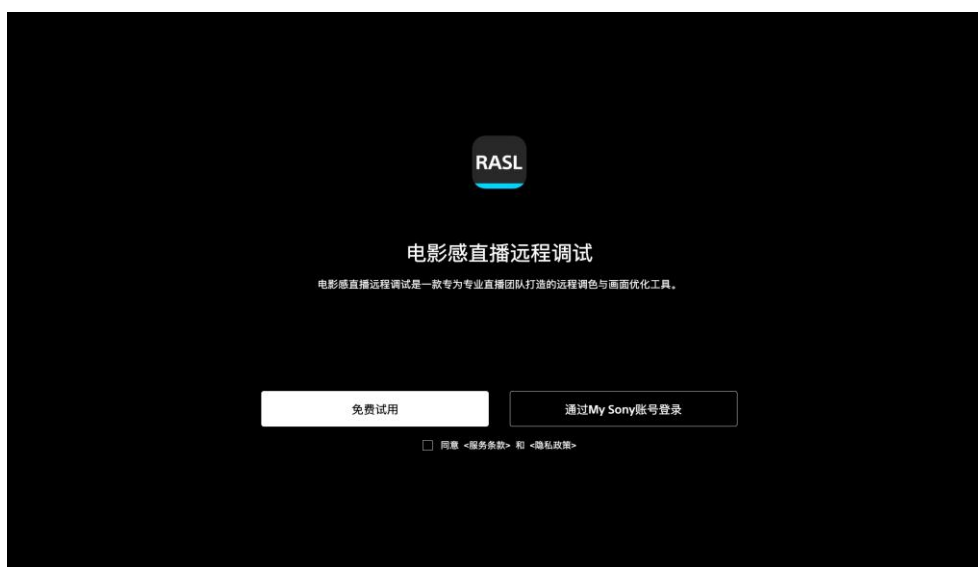 RASL
电影感直播远程调试
电影感直播远程调试是一款专为专业直播团队打造的远程调色与画面优化工具。
免费试用
通过My Sony账号登录
同意 <服务条款> 和 <隐私政策>